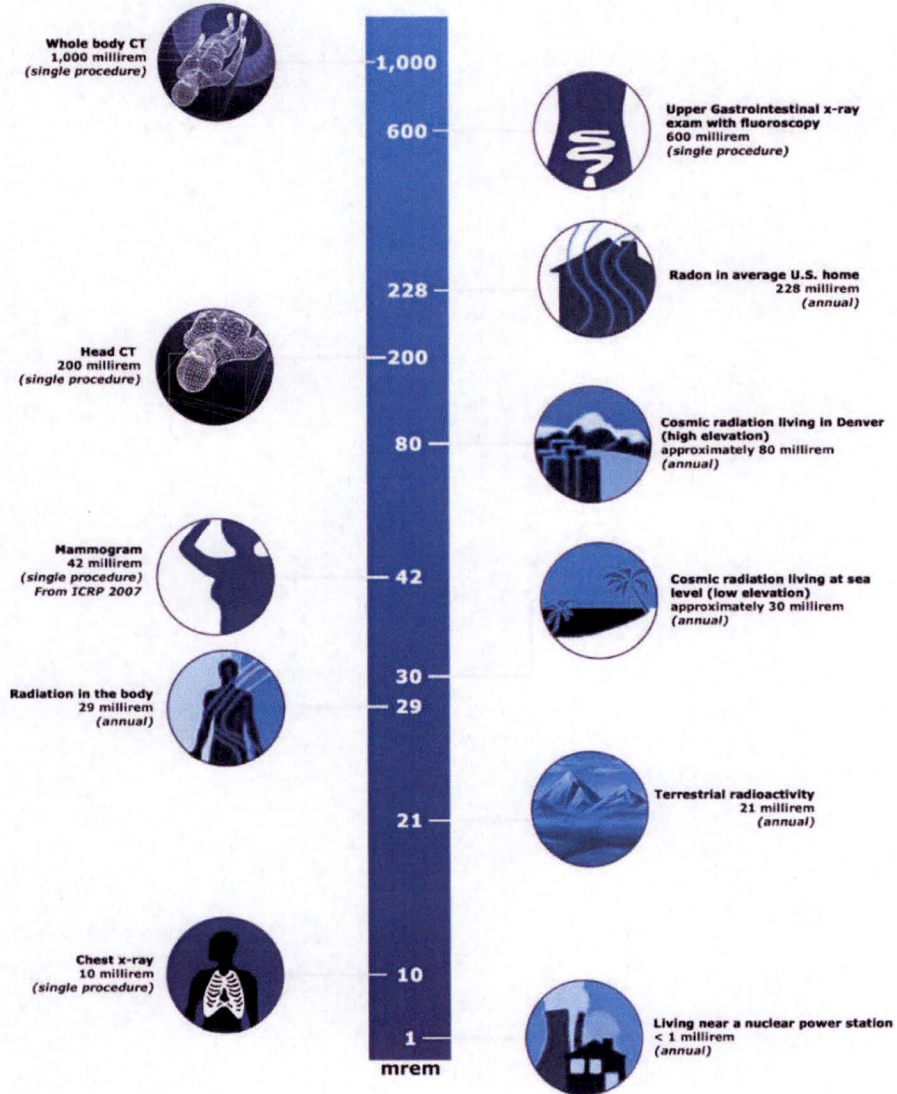 Whole body CT
1,000 millirem
(single procedure)
1,000
Upper Gastrointestinal x-ray
exam with fluoroscopy
600 millirem
(single procedure)
600
Radon in average U.S. home
228 millirem
(annual)
228
Head CT
200 millirem
(single procedure)
200
Cosmic radiation living in Denver
(high elevation)
approximately 80 millirem
(annual)
80
Mammogram
42 millirem
(single procedure)
From ICRP 2007
42
Cosmic radiation living at sea
level (low elevation)
approximately 30 millirem
(annual)
30
Radiation in the body
29 millirem
(annual)
29
Terrestrial radioactivity
21 millirem
(annual)
21
Chest x-ray
10 millirem
(single procedure)
10
Living near a nuclear power station
< 1 millirem
(annual)
1
mrem